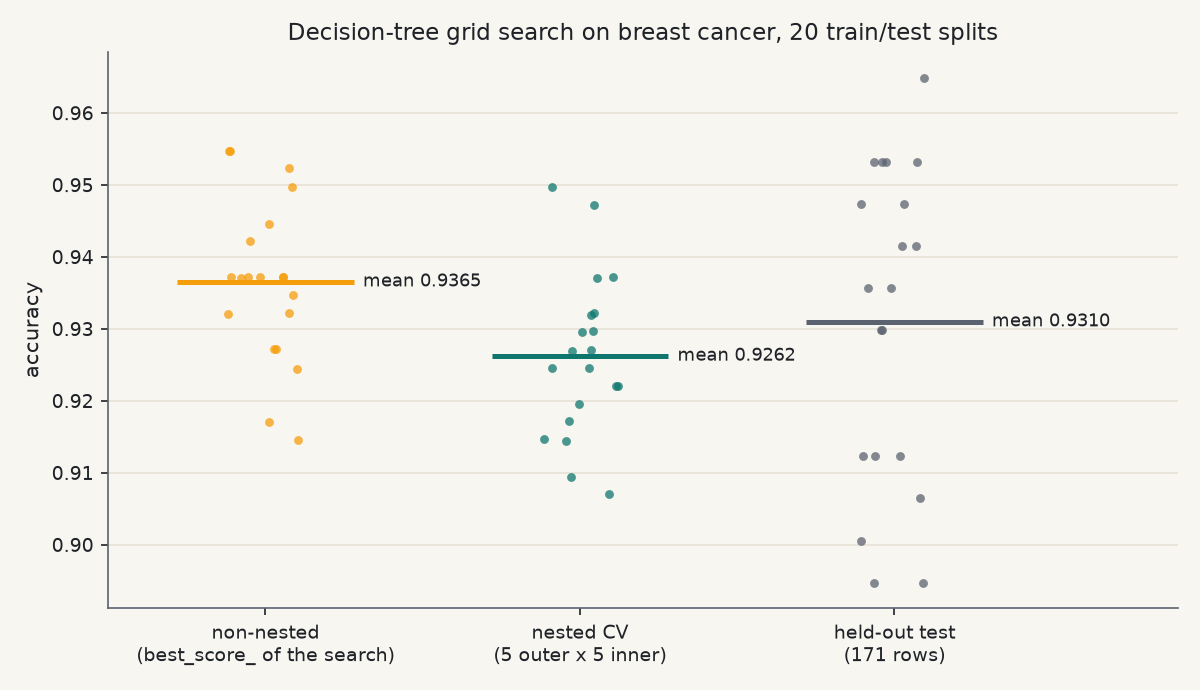 Decision-tree grid search on breast cancer, 20 train/test splits
accuracy
0.96
0.95
0.94
0.93
0.92
0.91
0.90
mean 0.9365
mean 0.9262
mean 0.9310
non-nested
(best_score_ of the search)
nested CV
(5 outer x 5 inner)
held-out test
(171 rows)